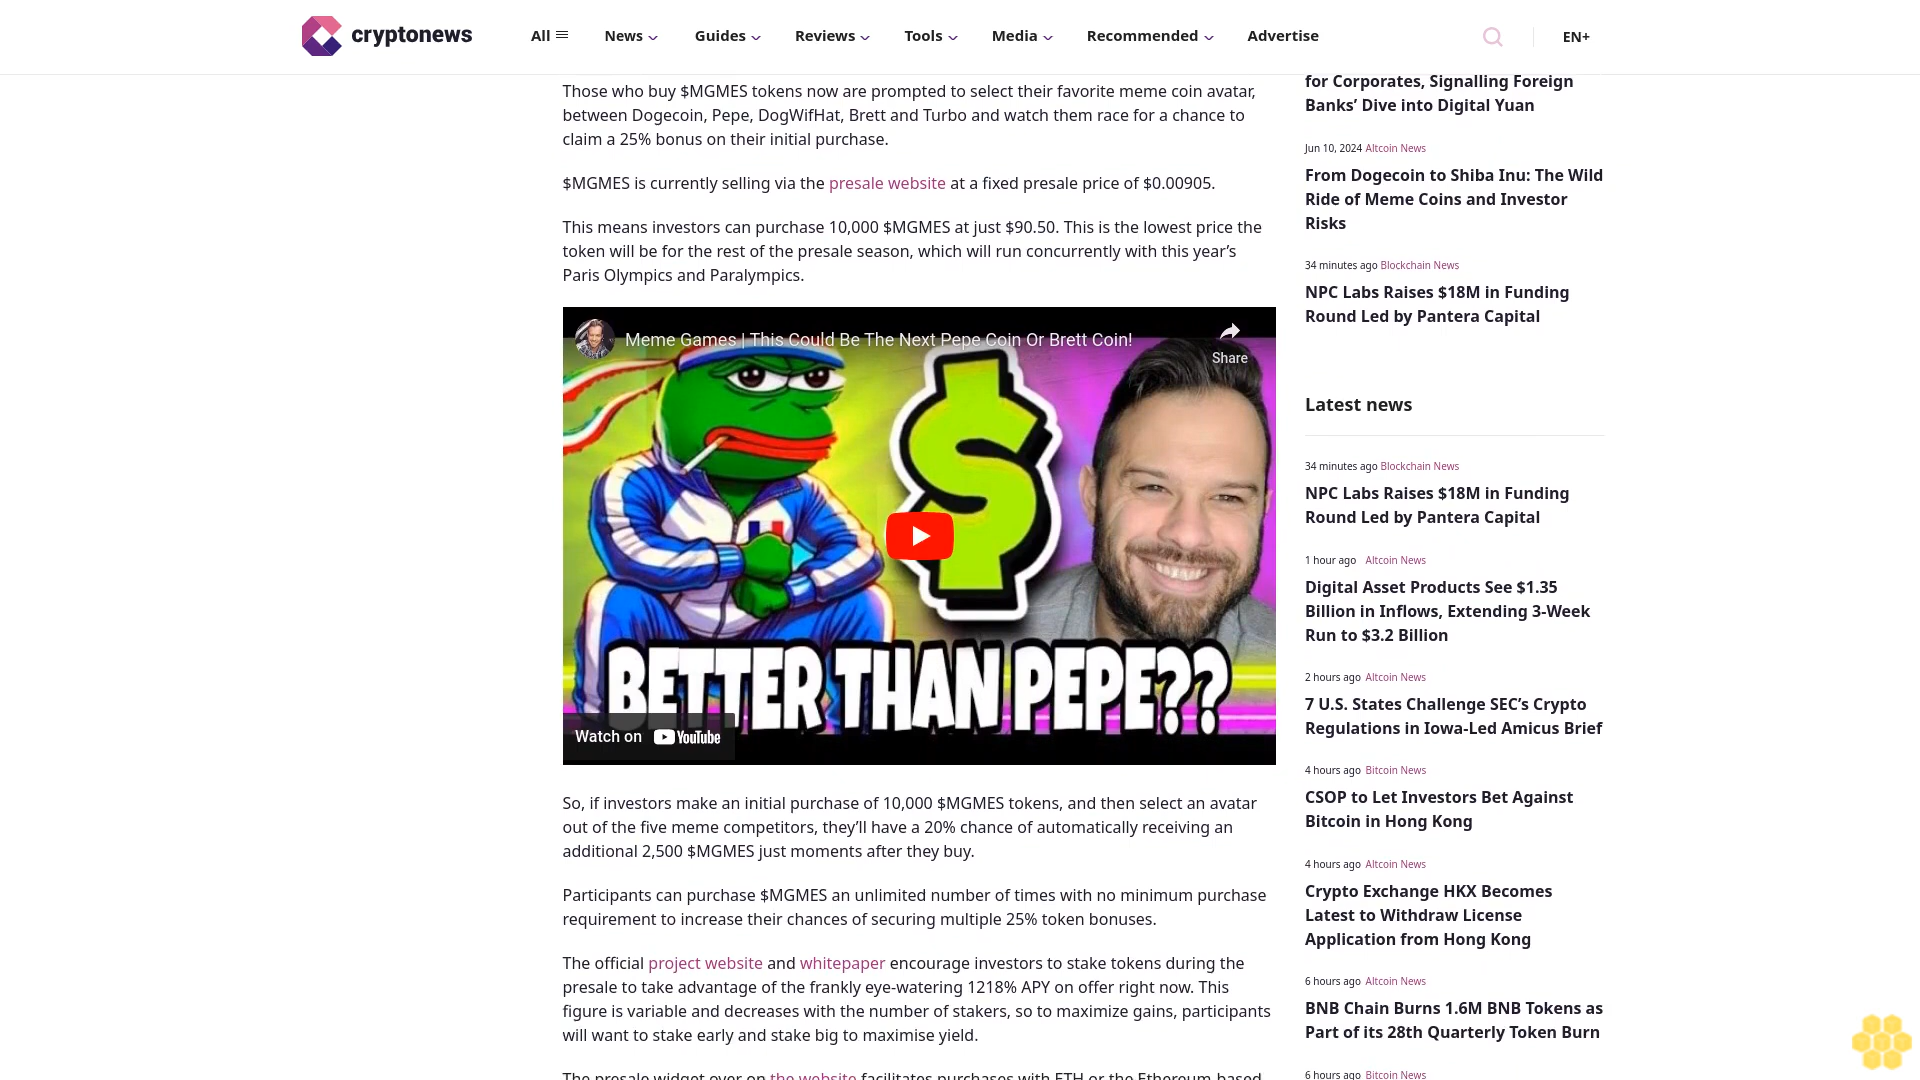 cryptonews
All
News
Guides
Reviews
Tools
Media
Recommended
Advertise
EN+
Those who buy $MGMES tokens now are prompted to select their favorite meme coin avatar,
between Dogecoin, Pepe, DogWifHat, Brett and Turbo and watch them race for a chance to
claim a 25% bonus on their initial purchase.
$MGMES is currently selling via the presale website at a fixed presale price of $0.00905.
This means investors can purchase 10,000 $MGMES at just $90.50. This is the lowest price the
token will be for the rest of the presale season, which will run concurrently with this year’s
Paris Olympics and Paralympics.
Meme Games | This Could Be The Next Pepe Coin Or Brett Coin!
Share
$
BETTER THAN PEPE??
Watch on YouTube
So, if investors make an initial purchase of 10,000 $MGMES tokens, and then select an avatar
out of the five meme competitors, they’ll have a 20% chance of automatically receiving an
additional 2,500 $MGMES just moments after they buy.
Participants can purchase $MGMES an unlimited number of times with no minimum purchase
requirement to increase their chances of securing multiple 25% token bonuses.
The official project website and whitepaper encourage investors to stake tokens during the
presale to take advantage of the frankly eye-watering 1218% APY on offer right now. This
figure is variable and decreases with the number of stakers, so to maximize gains, participants
will want to stake early and stake big to maximise yield.
The presale widget over on the website facilitates purchases with ETH or the Ethereum-based
for Corporates, Signalling Foreign
Banks’ Dive into Digital Yuan
Jun 10, 2024 Altcoin News
From Dogecoin to Shiba Inu: The Wild
Ride of Meme Coins and Investor
Risks
34 minutes ago Blockchain News
NPC Labs Raises $18M in Funding
Round Led by Pantera Capital
Latest news
34 minutes ago Blockchain News
NPC Labs Raises $18M in Funding
Round Led by Pantera Capital
1 hour ago Altcoin News
Digital Asset Products See $1.35
Billion in Inflows, Extending 3-Week
Run to $3.2 Billion
2 hours ago Altcoin News
7 U.S. States Challenge SEC’s Crypto
Regulations in Iowa-Led Amicus Brief
4 hours ago Bitcoin News
CSOP to Let Investors Bet Against
Bitcoin in Hong Kong
4 hours ago Altcoin News
Crypto Exchange HKX Becomes
Latest to Withdraw License
Application from Hong Kong
6 hours ago Altcoin News
BNB Chain Burns 1.6M BNB Tokens as
Part of its 28th Quarterly Token Burn
6 hours ago Bitcoin News